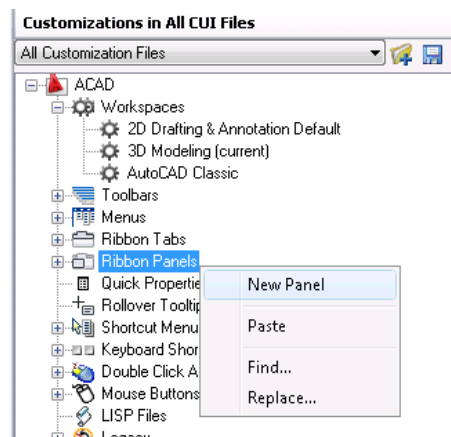 Customizations in All CUI Files
All Customization Files
ACAD
Workspaces
2D Drafting & Annotation Default
3D Modeling (current)
AutoCAD Classic
Toolbars
Menus
Ribbon Tabs
Ribbon Panels
Quick Propertie
New Panel
Rollover Tooltip
Shortcut Menu
Paste
Keyboard Shor
Double Click A
Find...
Mouse Buttons
Replace...
LISP Files